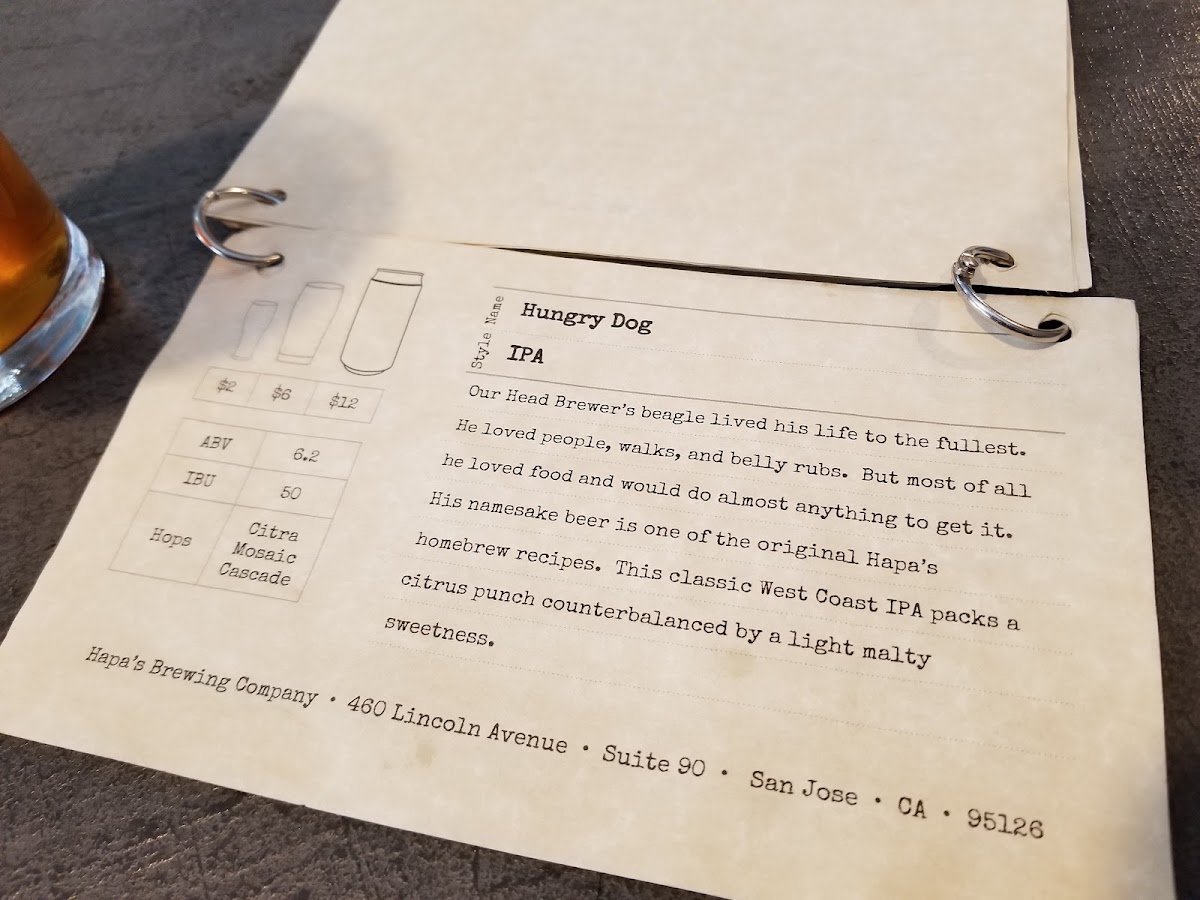 Style Name
Hungry Dog
IPA
$2 $6 $12
ABV 6.2
IBU 50
Hops Citra
Mosaic
Cascade
Our Head Brewer's beagle lived his life to the fullest.
He loved people, walks, and belly rubs. But most of all
he loved food and would do almost anything to get it.
His namesake beer is one of the original Hapa's
homebrew recipes. This classic West Coast IPA packs a
citrus punch counterbalanced by a light malty
sweetness.
Hapa's Brewing Company • 460 Lincoln Avenue • Suite 90 • San Jose • CA • 95126